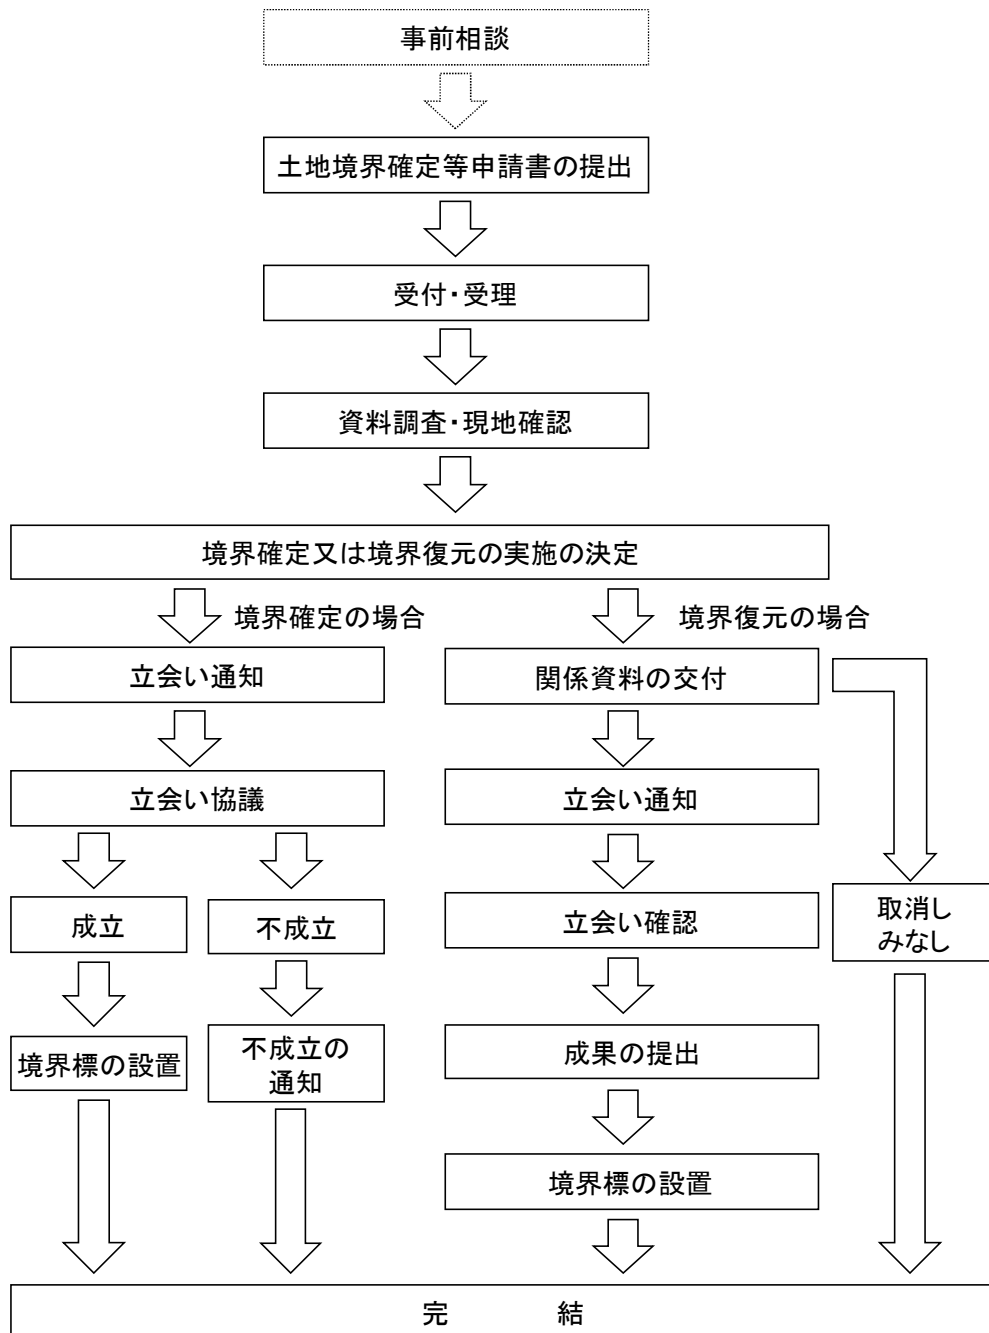 事前相談
土地境界確定等申請書の提出
受付・受理
資料調査・現地確認
境界確定又は境界復元の実施の決定
境界確定の場合
境界復元の場合
立会い通知
関係資料の交付
立会い協議
立会い通知
成立
不成立
立会い確認
取消し
みなし
境界標の設置
不成立の
通知
成果の提出
境界標の設置
完　　　　結